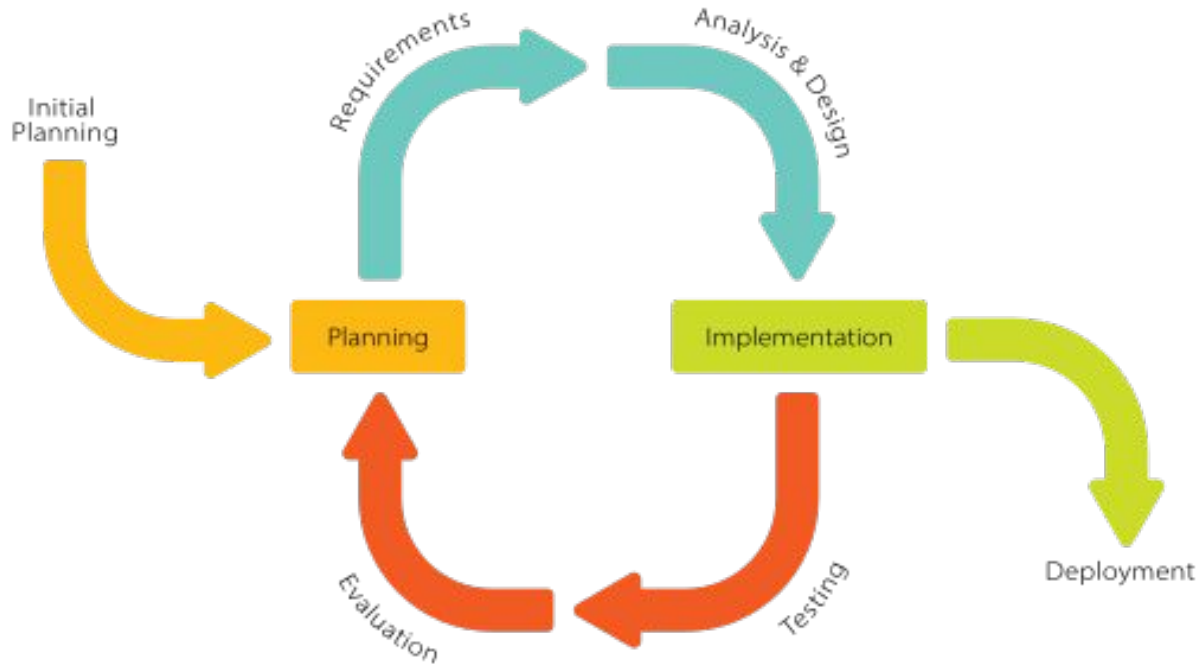 Initial
Planning
Requirements
Analysis & Design
Planning
Implementation
Evaluation
Testing
Deployment